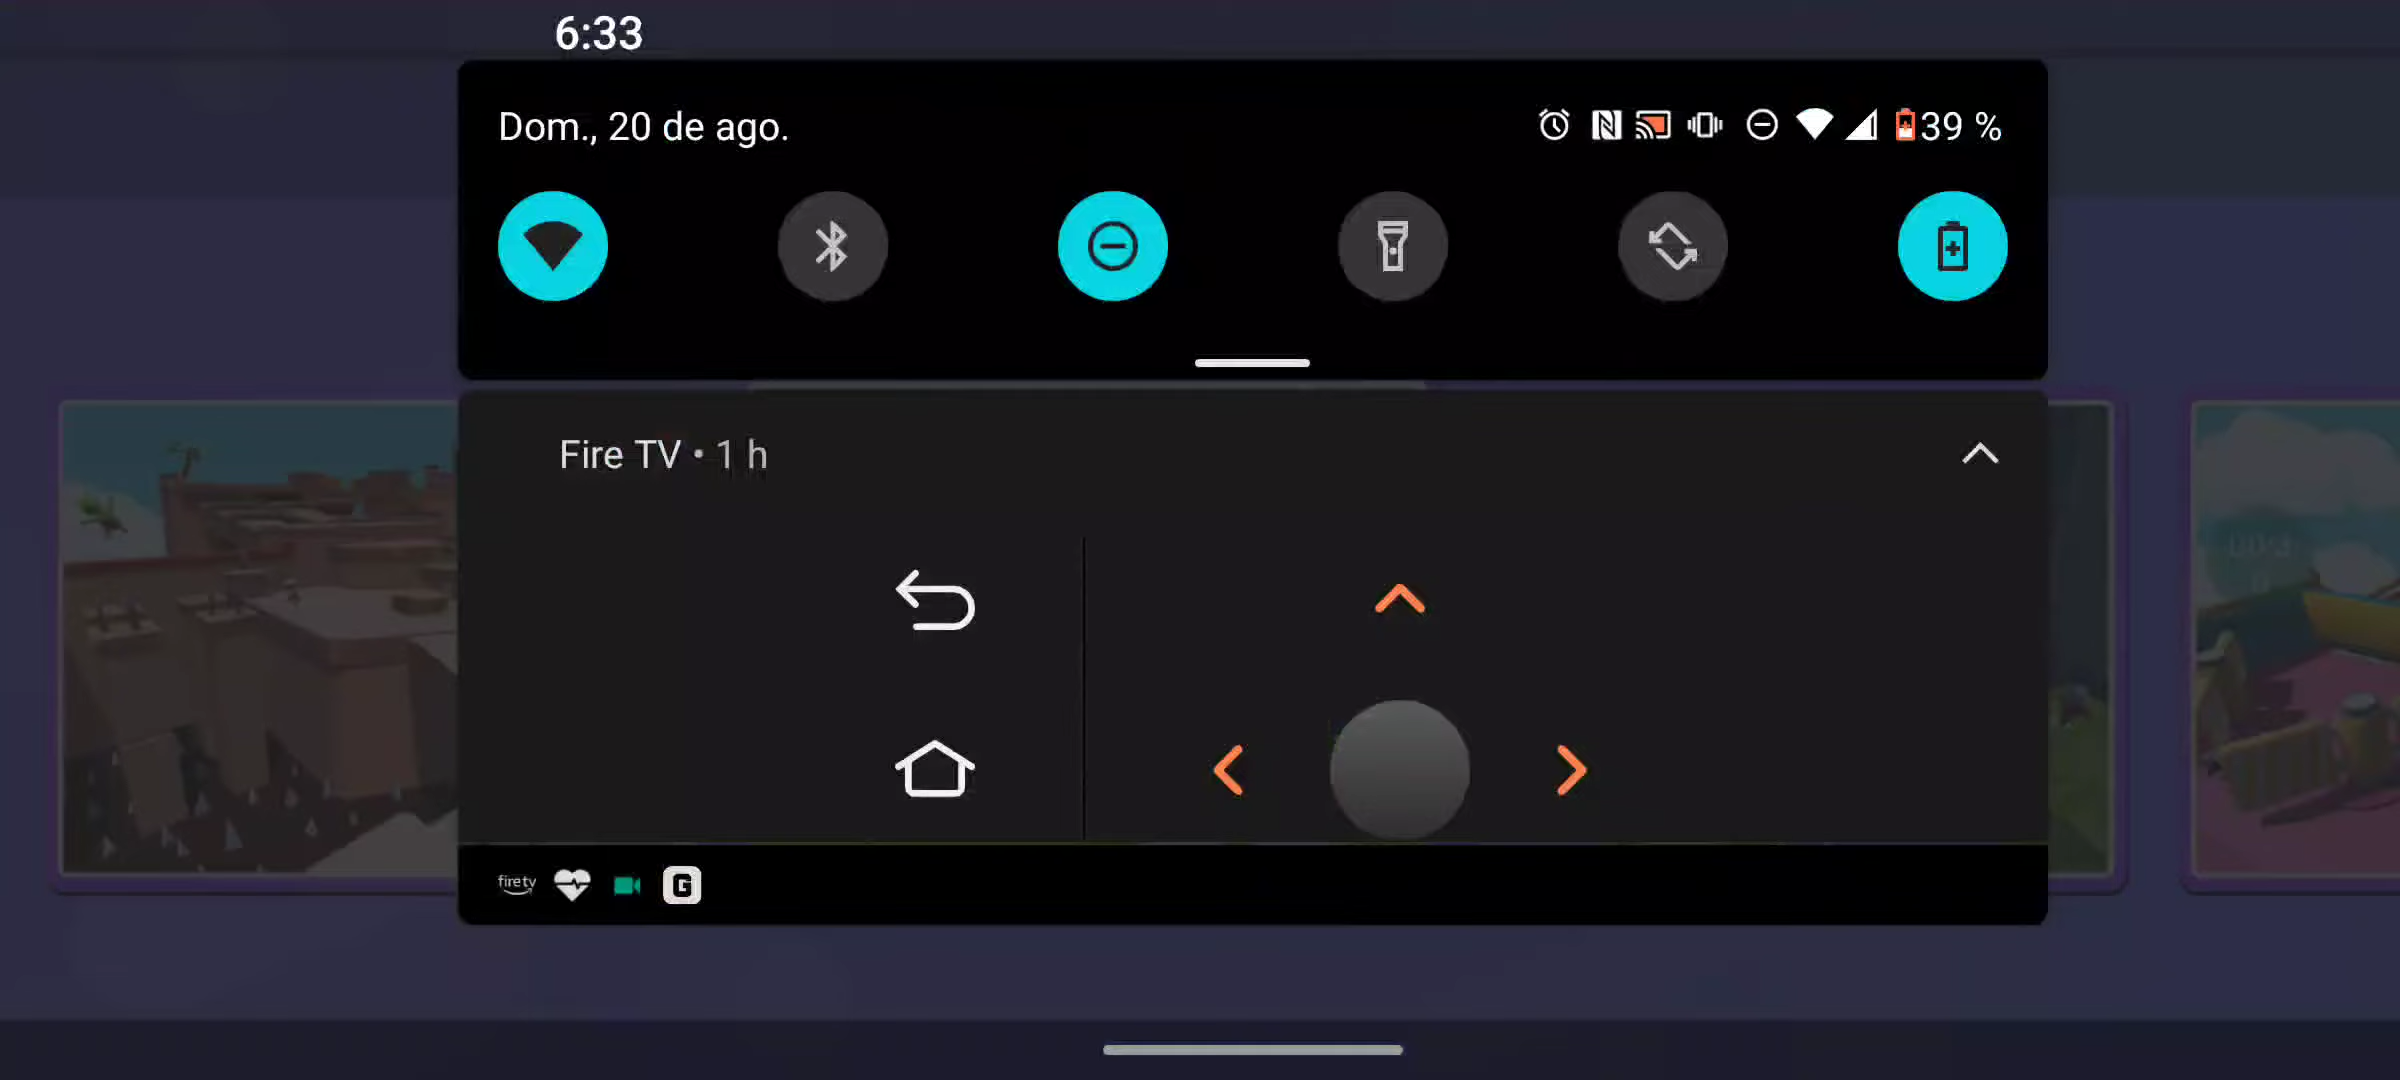 6:33
Dom., 20 de ago.
39 %
Fire TV • 1 h
firetv
G